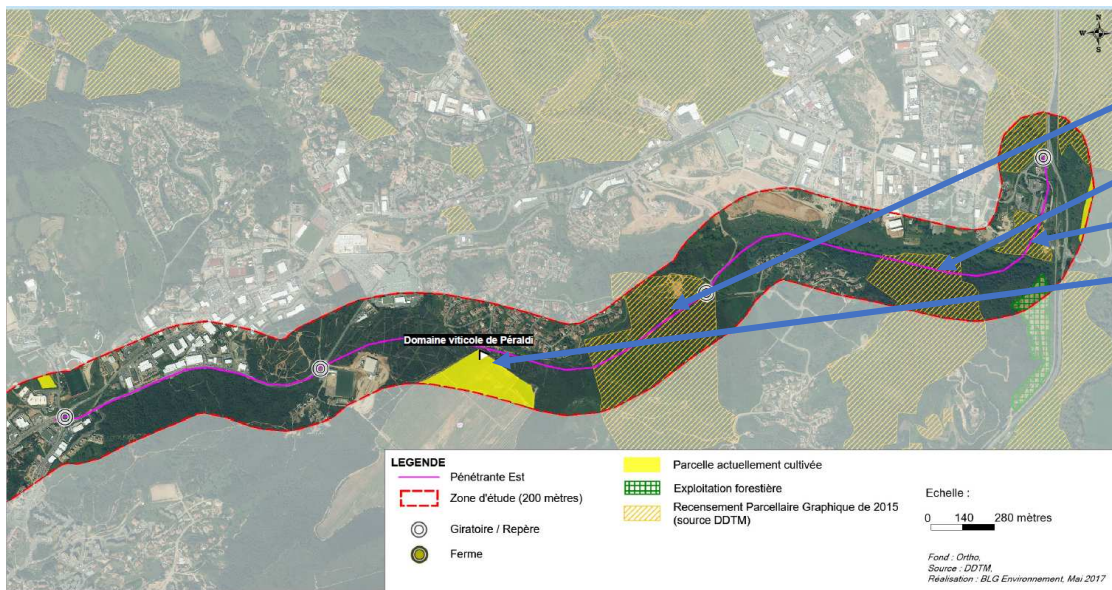 N
W E
S
Domaine viticole de Péraldi
LEGENDE
Pénétrante Est
Zone d'étude (200 mètres)
Giratoire / Repère
Ferme
Parcelle actuellement cultivée
Exploitation forestière
Recensement Parcellaire Graphique de 2015
(source DDTM)
Echelle :
0 140 280 mètres
Fond : Ortho,
Source : DDTM,
Réalisation : BLG Environnement, Mai 2017